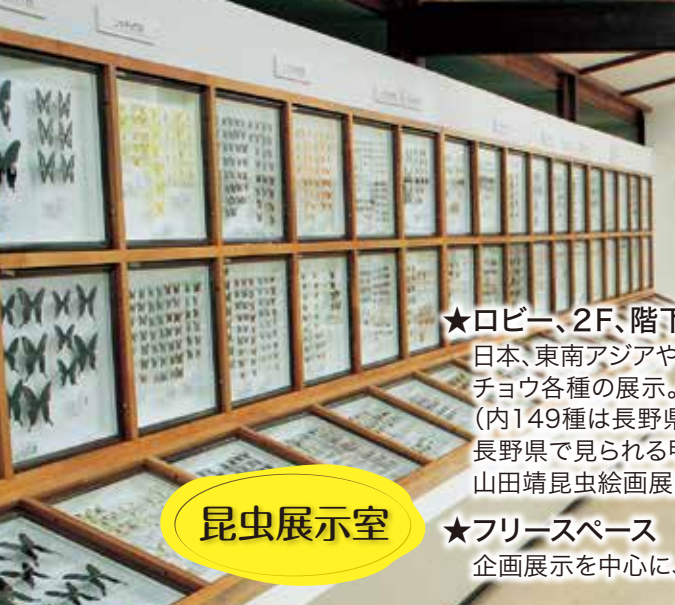 昆虫展示室
★ロビー、2F、階下
日本、東南アジアや
チョウ各種の展示。
(内149種は長野県
長野県で見られる
山田靖昆虫絵画展
★フリースペース
企画展示を中心に、